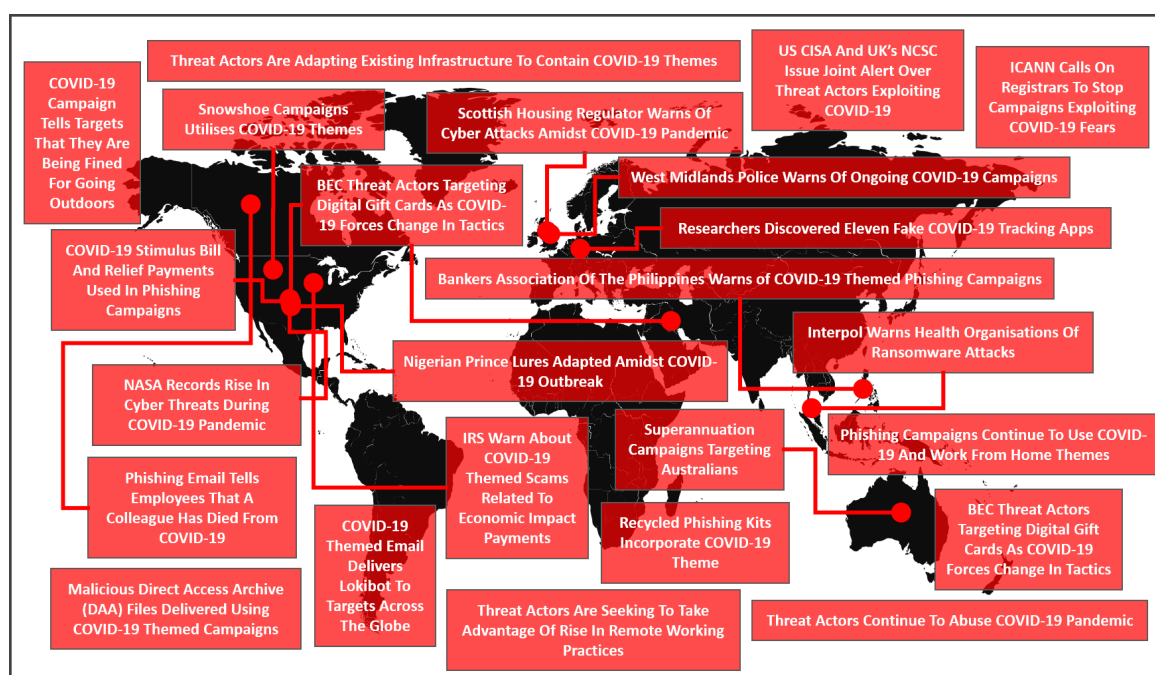 Threat Actors Are Adapting Existing Infrastructure To Contain COVID-19 Themes
US CISA And UK's NCSC
Issue Joint Alert Over
Threat Actors Exploiting
COVID-19
ICANN Calls On
Registrars To Stop
Campaigns Exploiting
COVID-19 Fears
COVID-19
Campaign
Tells Targets
That They Are
Being Fined
For Going
Outdoors
Snowshoe Campaigns
Utilises COVID-19 Themes
Scottish Housing Regulator Warns Of
Cyber Attacks Amidst COVID-19 Pandemic
BEC Threat Actors Targeting
Digital Gift Cards As COVID-
19 Forces Change In Tactics
West Midlands Police Warns Of Ongoing COVID-19 Campaigns
Researchers Discovered Eleven Fake COVID-19 Tracking Apps
COVID-19 Stimulus Bill
And Relief Payments
Used In Phishing
Campaigns
Bankers Association Of The Philippines Warns of COVID-19 Themed Phishing Campaigns
Interpol Warns Health Organisations Of
Ransomware Attacks
Nigerian Prince Lures Adapted Amidst COVID-
19 Outbreak
NASA Records Rise In
Cyber Threats During
COVID-19 Pandemic
IRS Warn About
COVID-19
Themed Scams
Related To
Economic Impact
Payments
Superannuation
Campaigns Targeting
Australians
Phishing Campaigns Continue To Use COVID-
19 And Work From Home Themes
Phishing Email Tells
Employees That A
Colleague Has Died From
COVID-19
COVID-19
Themed Email
Delivers
Lokibot To
Targets Across
The Globe
Recycled Phishing Kits
Incorporate COVID-19
Theme
BEC Threat Actors
Targeting Digital Gift
Cards As COVID-19
Forces Change In Tactics
Malicious Direct Access Archive
(DAA) Files Delivered Using
COVID-19 Themed Campaigns
Threat Actors Are Seeking To Take
Advantage Of Rise In Remote Working
Practices
Threat Actors Continue To Abuse COVID-19 Pandemic